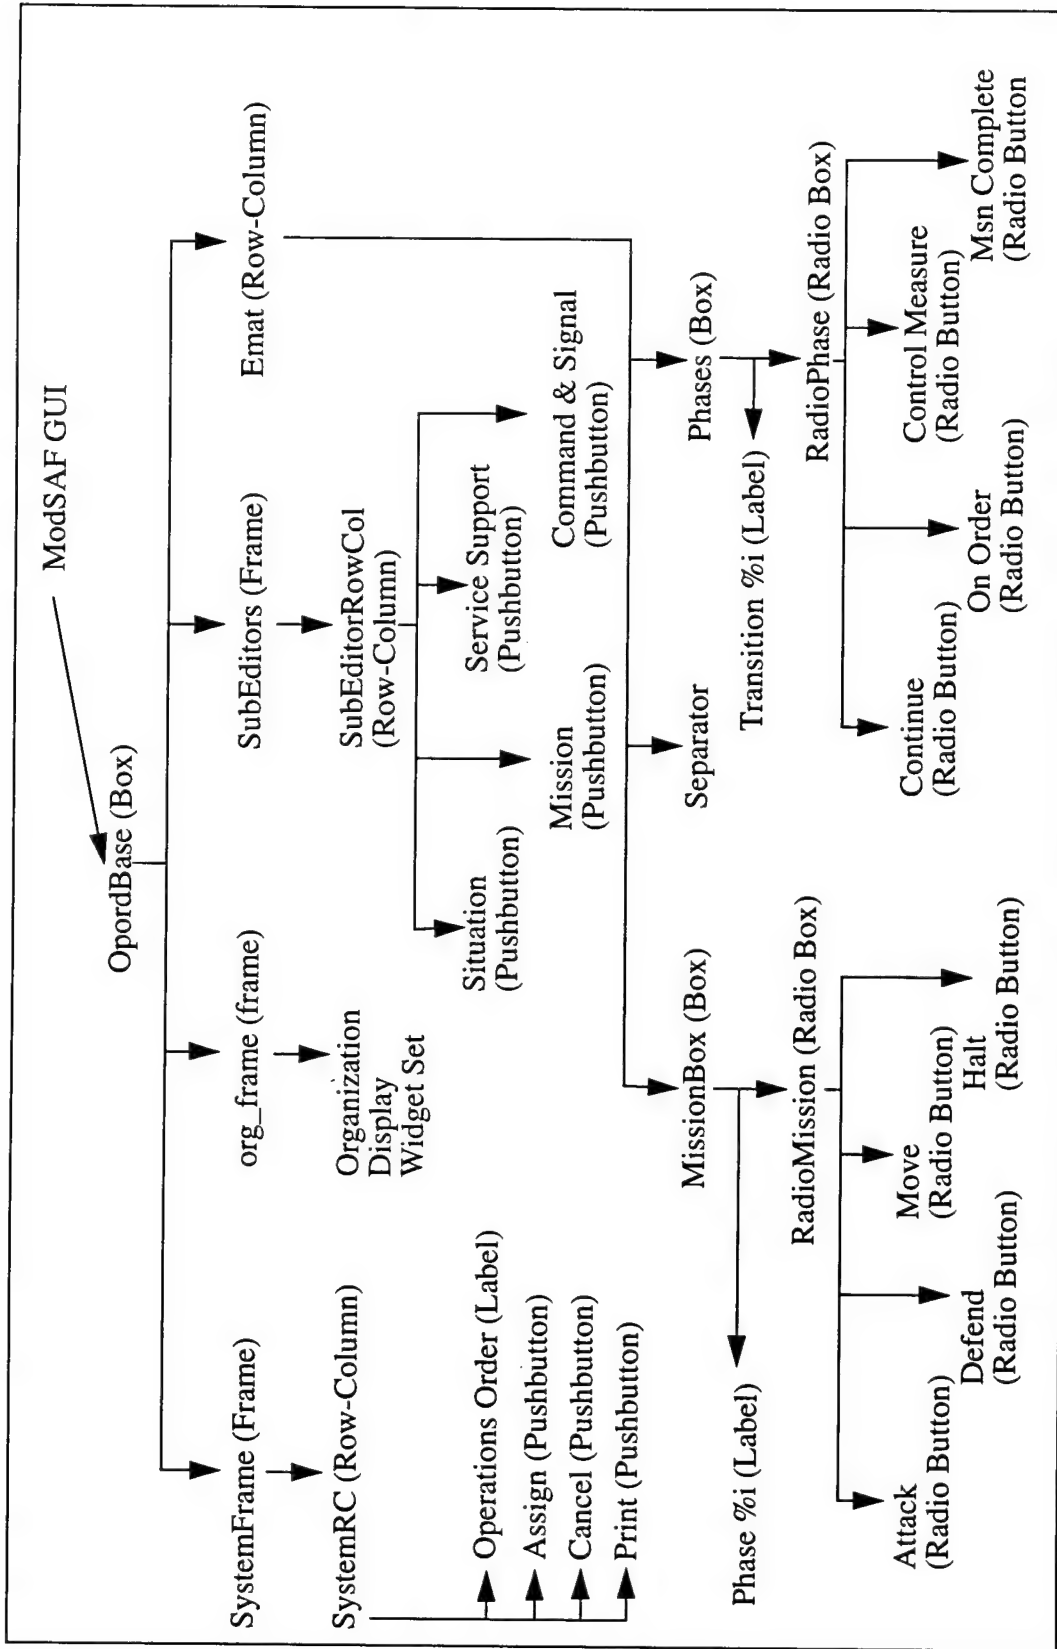 ModSAF GUI
OpordBase (Box)
SystemFrame (Frame)
org_frame (frame)
SubEditors (Frame)
Emat (Row-Column)
SystemRC (Row-Column)
Organization
Display
Widget Set
SubEditorRowCol
(Row-Column)
Operations Order (Label)
Assign (Pushbutton)
Cancel (Pushbutton)
Print (Pushbutton)
Situation
(Pushbutton)
Mission
(Pushbutton)
Service Support
(Pushbutton)
Command & Signal
(Pushbutton)
MissionBox (Box)
Separator
Phases (Box)
Phase %i (Label)
Transition %i (Label)
RadioMission (Radio Box)
RadioPhase (Radio Box)
Attack
(Radio Button)
Defend
(Radio Button)
Move
(Radio Button)
Halt
(Radio Button)
Continue
(Radio Button)
On Order
(Radio Button)
Control Measure
(Radio Button)
Msn Complete
(Radio Button